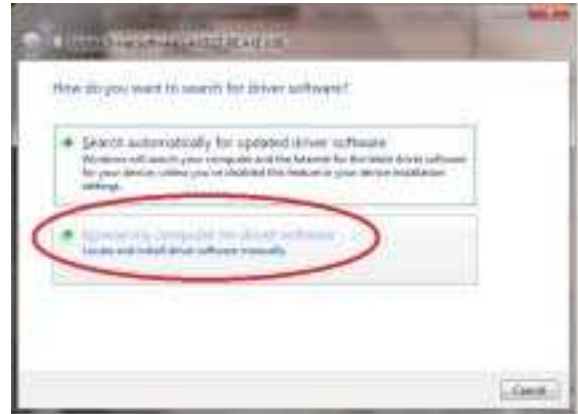 How do you want to search for driver software?
Search automatically for updated driver software
Windows will search your computer and the Internet for the latest driver software
for your device, unless you've disabled this feature in your device installation
settings.
Browse my computer for driver software
Locate and install driver software manually.
Cancel